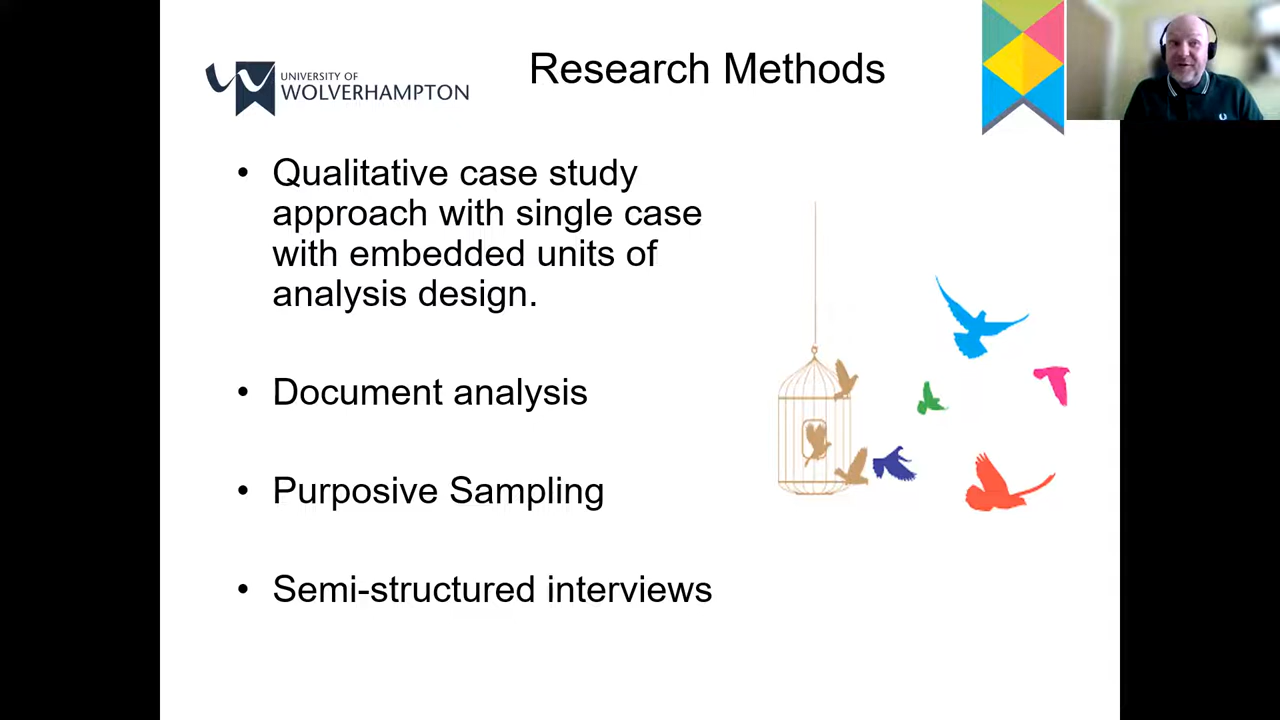 Research Methods
UNIVERSITY OF
WOLVERHAMPTON
• Qualitative case study
approach with single case
with embedded units of
analysis design.
• Document analysis
• Purposive Sampling
• Semi-structured interviews